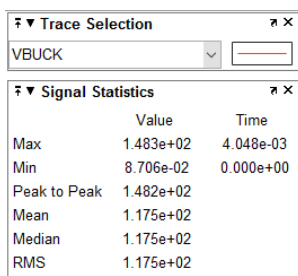 Trace Selection
VBUCK
Signal Statistics
Value Time
Max 1.483e+02 4.048e-03
Min 8.706e-02 0.000e+00
Peak to Peak 1.482e+02
Mean 1.175e+02
Median 1.175e+02
RMS 1.175e+02